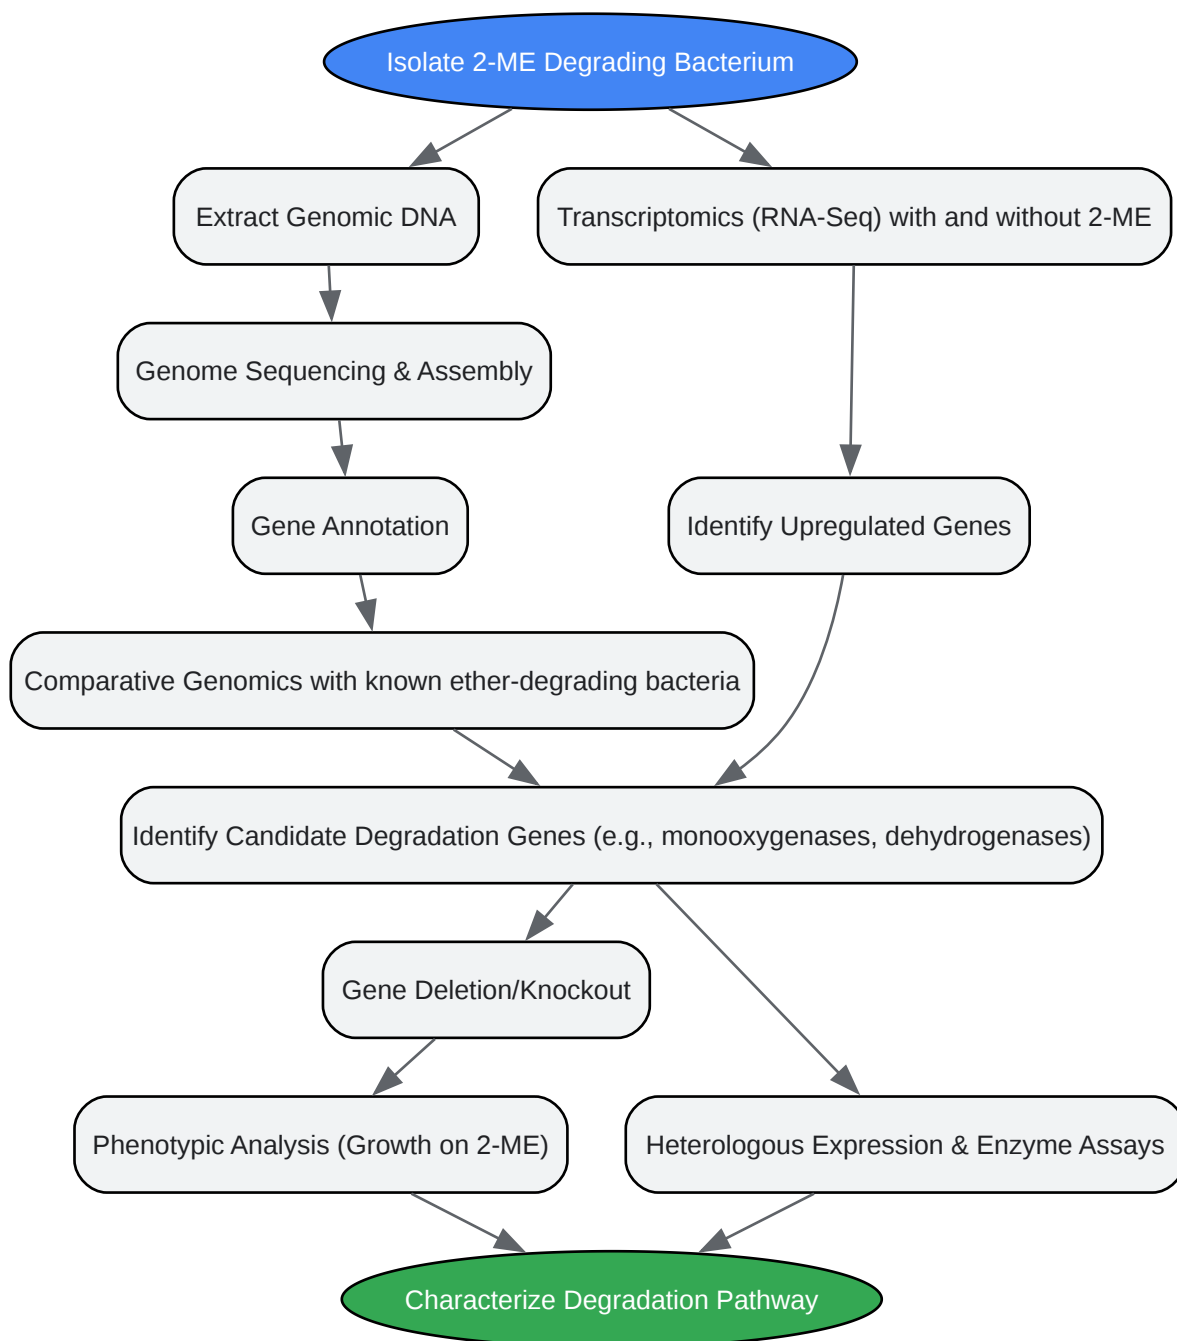 Isolate 2-ME Degrading Bacterium
Extract Genomic DNA
Transcriptomics (RNA-Seq) with and without 2-ME
Genome Sequencing & Assembly
Gene Annotation
Identify Upregulated Genes
Comparative Genomics with known ether-degrading bacteria
Identify Candidate Degradation Genes (e.g., monooxygenases, dehydrogenases)
Gene Deletion/Knockout
Phenotypic Analysis (Growth on 2-ME)
Heterologous Expression & Enzyme Assays
Characterize Degradation Pathway